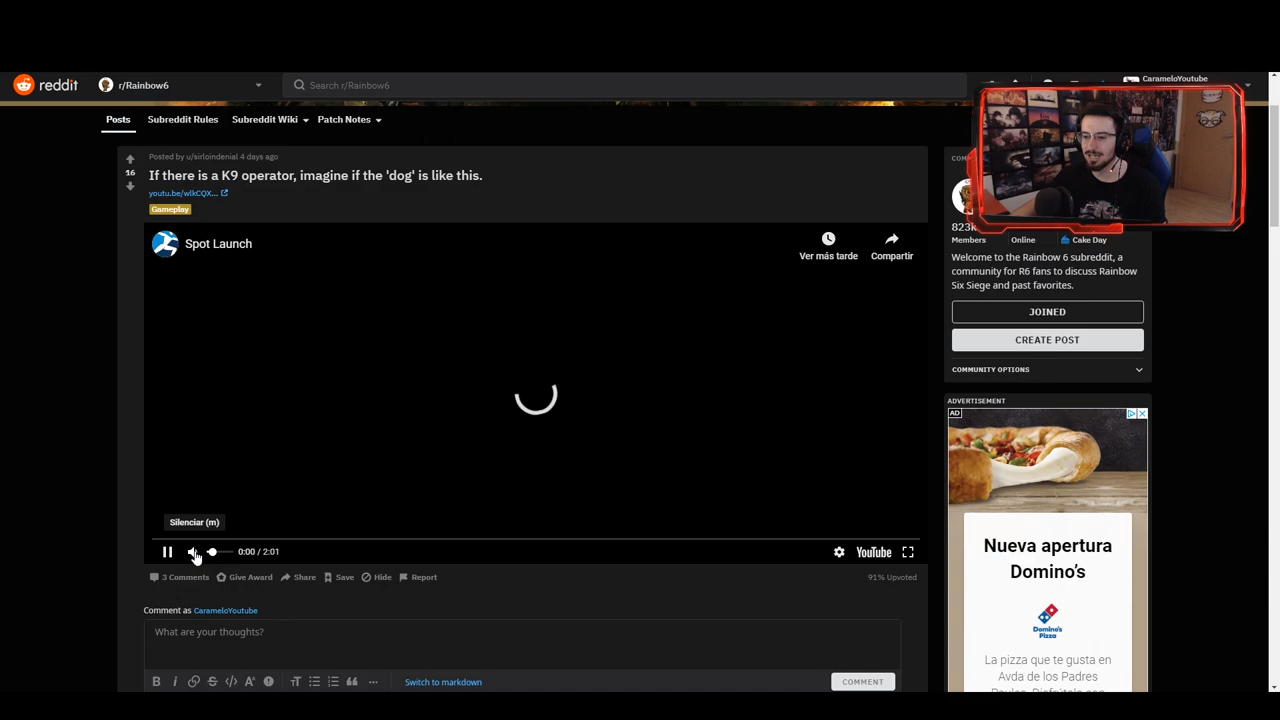 reddit
r/Rainbow6
Search r/Rainbow6
CarameloYoutube
Posts
Subreddit Rules
Subreddit Wiki
Patch Notes
Posted by u/sirloindenial 4 days ago
16
If there is a K9 operator, imagine if the 'dog' is like this.
youtu.be/wlkCQX...
Gameplay
Spot Launch
Ver más tarde
Compartir
Silenciar (m)
0:00 / 2:01
YouTube
3 Comments
Give Award
Share
Save
Hide
Report
91% Upvoted
Comment as CarameloYoutube
What are your thoughts?
B i
Switch to markdown
COMMENT
823k
Members
Online
Cake Day
Welcome to the Rainbow 6 subreddit, a
community for R6 fans to discuss Rainbow
Six Siege and past favorites.
JOINED
CREATE POST
COMMUNITY OPTIONS
ADVERTISEMENT
AD
Nueva apertura
Domino's
Domino's
Pizza
La pizza que te gusta en
Avda de los Padres